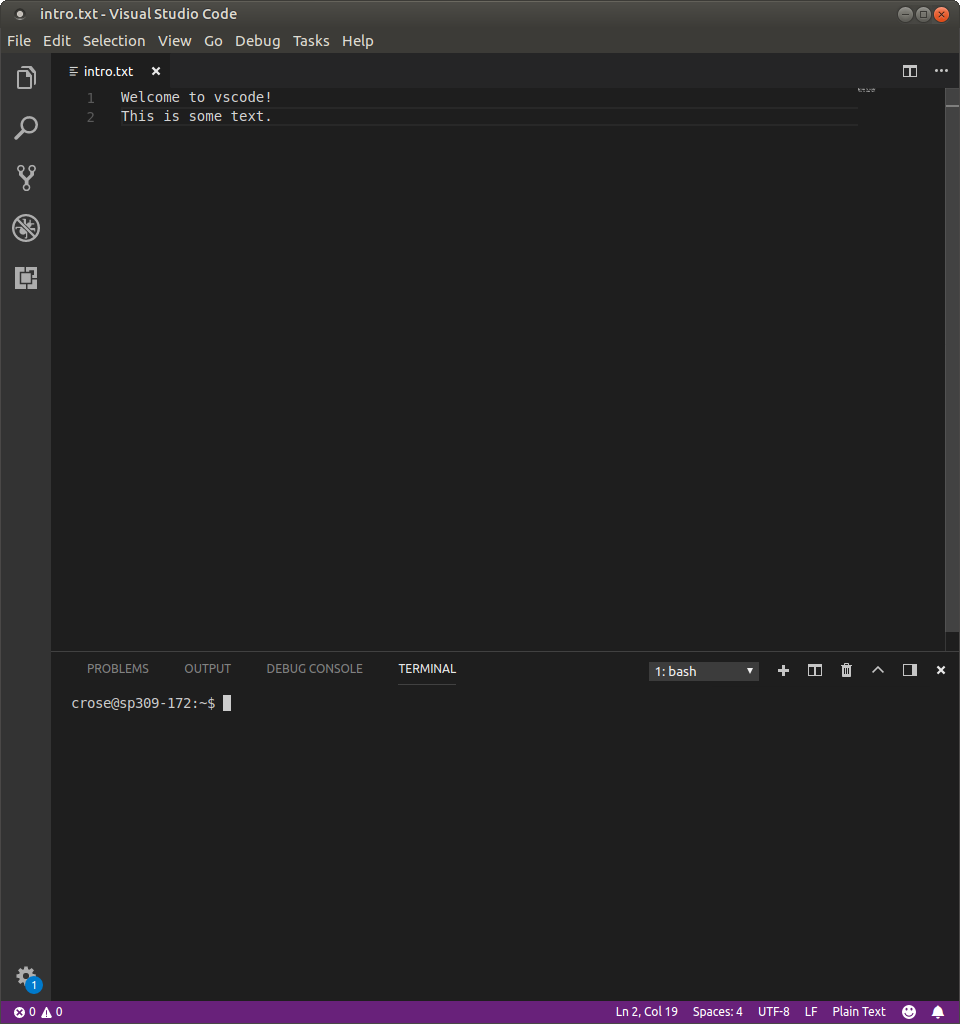 intro.txt - Visual Studio Code
File Edit Selection View Go Debug Tasks Help
intro.txt
1 Welcome to vscode!
2 This is some text.
PROBLEMS OUTPUT DEBUG CONSOLE TERMINAL 1: bash
crose@sp309-172:~$
1
0 0 Ln 2, Col 19 Spaces: 4 UTF-8 LF Plain Text